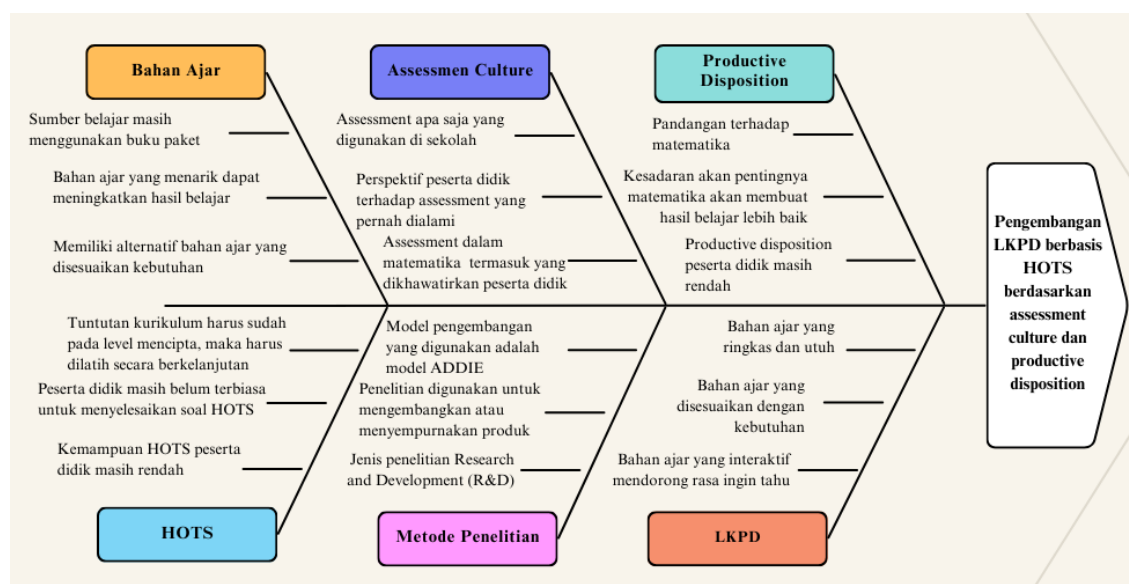 Bahan Ajar
Sumber belajar masih
menggunakan buku paket
Bahan ajar yang menarik dapat
meningkatkan hasil belajar
Memiliki alternatif bahan ajar yang
disesuaikan kebutuhan
Assessmen Culture
Assessment apa saja yang
digunakan di sekolah
Perspektif peserta didik
terhadap assessment yang
pernah dialami
Assessment dalam
matematika termasuk yang
dikhawatirkan peserta didik
Productive
Disposition
Pandangan terhadap
matematika
Kesadaran akan pentingnya
matematika akan membuat
hasil belajar lebih baik
Productive disposition
peserta didik masih
rendah
Tuntutan kurikulum harus sudah
pada level mencipta, maka harus
dilatih secara berkelanjutan
Peserta didik masih belum terbiasa
untuk menyelesaikan soal HOTS
Kemampuan HOTS peserta
didik masih rendah
HOTS
Model pengembangan
yang digunakan adalah
model ADDIE
Penelitian digunakan untuk
mengembangkan atau
menyempurnakan produk
Jenis penelitian Research
and Development (R&D)
Metode Penelitian
Bahan ajar yang
ringkas dan utuh
Bahan ajar yang
disesuaikan dengan
kebutuhan
Bahan ajar yang interaktif
mendorong rasa ingin tahu
LKPD
Pengembangan
LKPD berbasis
HOTS
berdasarkan
assessment
culture dan
productive
disposition